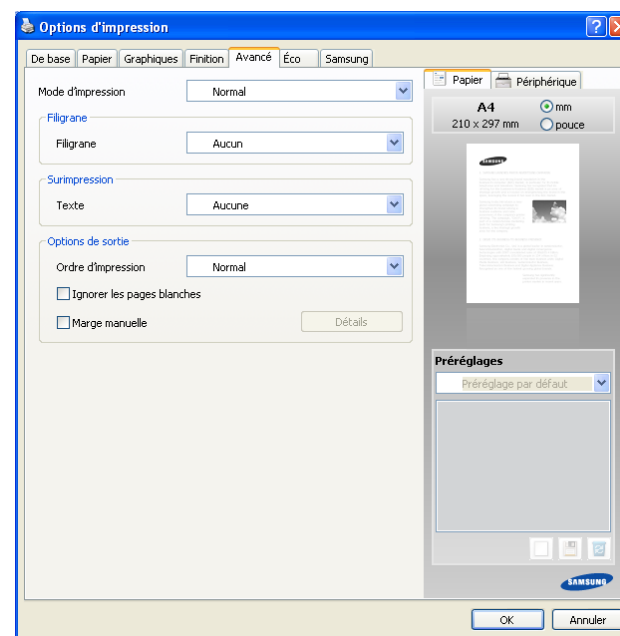 Options d'impression
De base Papier Graphiques Finition Avancé Éco Samsung
Mode d'impression Normal
Filigrane
Filigrane Aucun
Surimpression
Texte Aucune
Options de sortie
Ordre d'impression Normal
Ignorer les pages blanches
Marge manuelle Détails
Papier Périphérique
A4 mm
210 x 297 mm pouce
SAMSUNG
Préréglages
Préréglage par défaut
SAMSUNG
OK Annuler